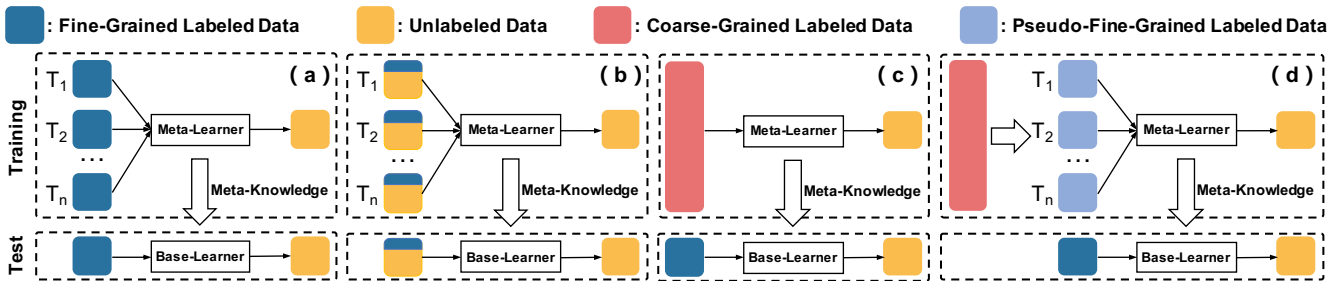 : Fine-Grained Labeled Data
: Unlabeled Data
: Coarse-Grained Labeled Data
: Pseudo-Fine-Grained Labeled Data
Training
( a )
T1
T2
...
Tn
Meta-Learner
Meta-Knowledge
( b )
T1
T2
...
Tn
Meta-Learner
Meta-Knowledge
( c )
Meta-Learner
Meta-Knowledge
( d )
T1
T2
...
Tn
Meta-Learner
Meta-Knowledge
Test
Base-Learner
Base-Learner
Base-Learner
Base-Learner